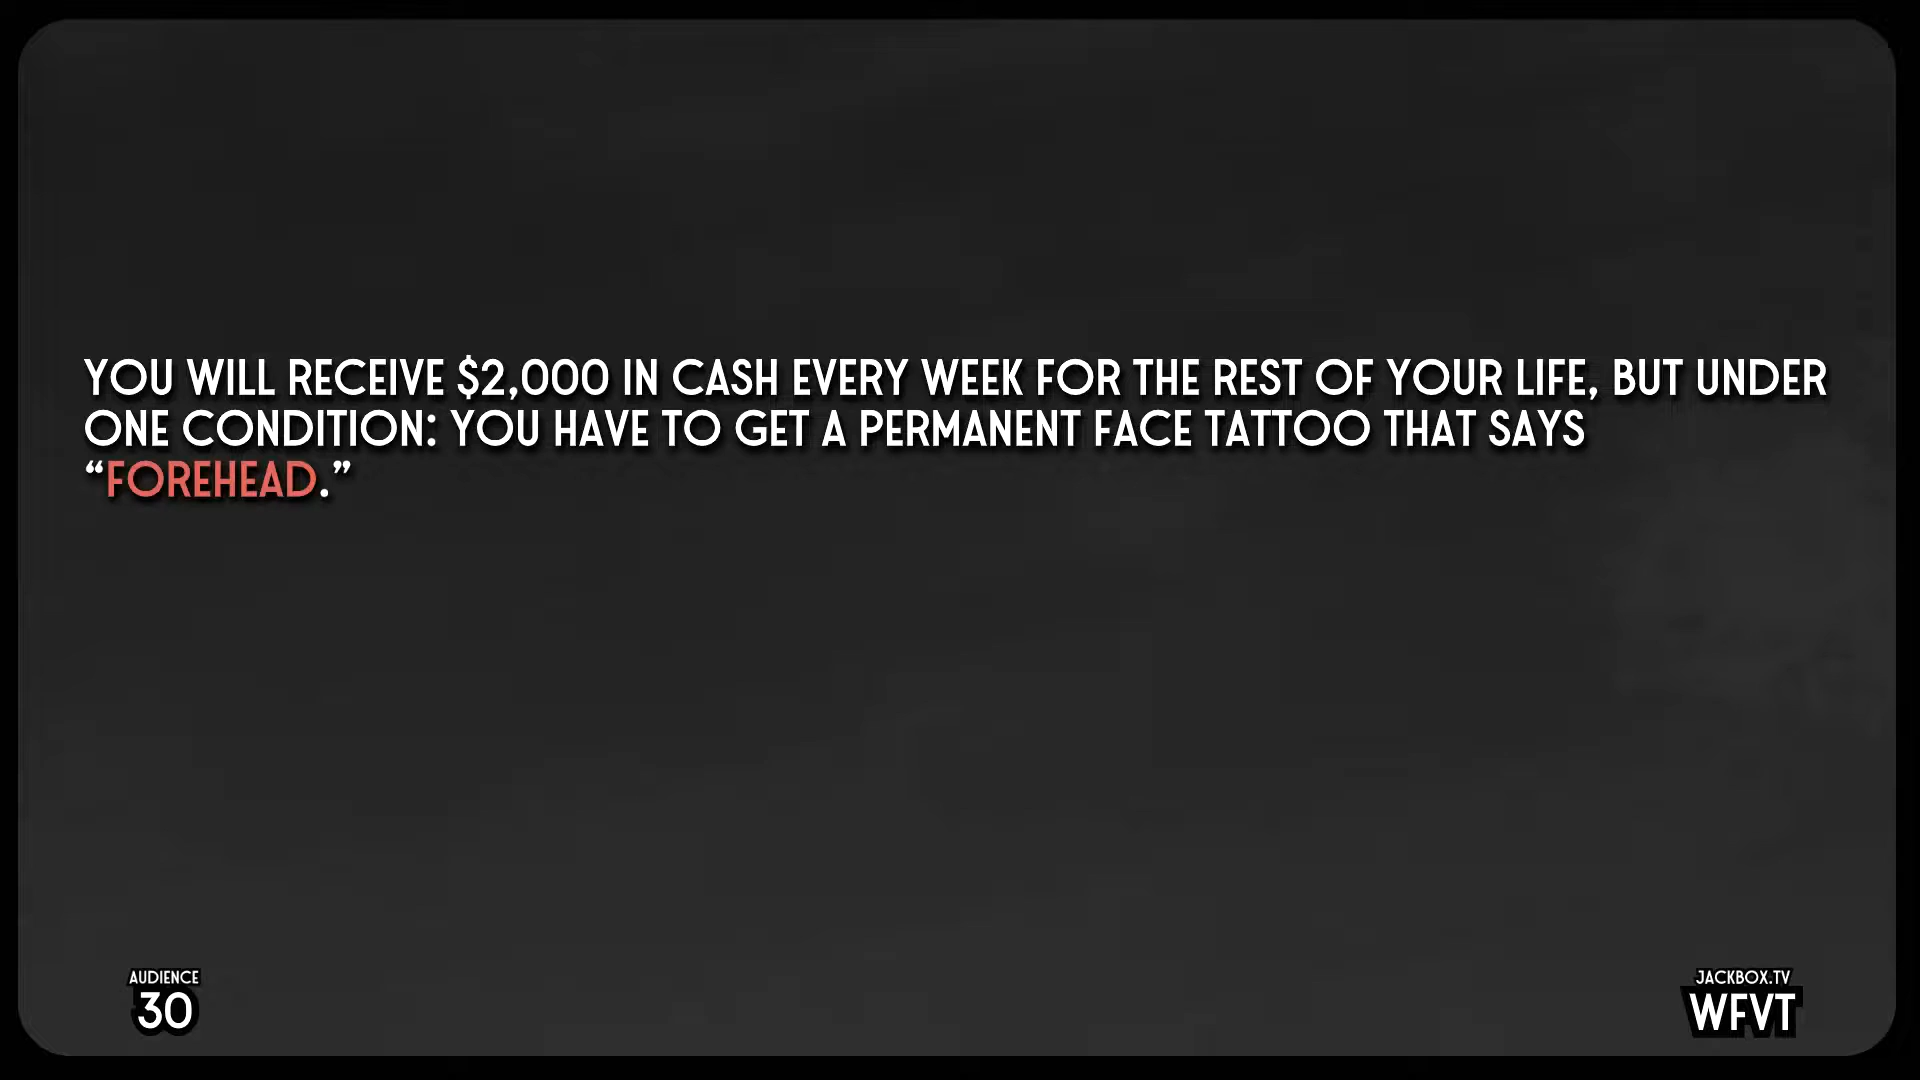 YOU WILL RECEIVE $2,000 IN CASH EVERY WEEK FOR THE REST OF YOUR LIFE, BUT UNDER
ONE CONDITION: YOU HAVE TO GET A PERMANENT FACE TATTOO THAT SAYS
“FOREHEAD.”
AUDIENCE
30
JACKBOX.TV
WFVT